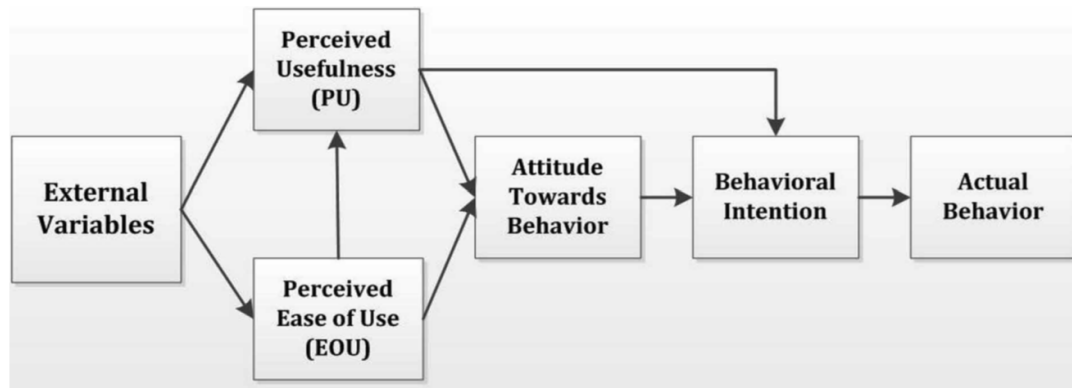 Perceived
Usefulness
(PU)
External
Variables
Perceived
Ease of Use
(EOU)
Attitude
Towards
Behavior
Behavioral
Intention
Actual
Behavior